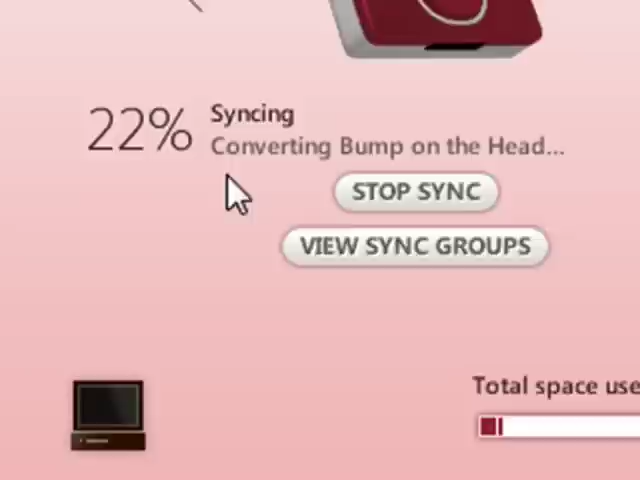 22%
Syncing
Converting Bump on the Head...
STOP SYNC
VIEW SYNC GROUPS
Total space use